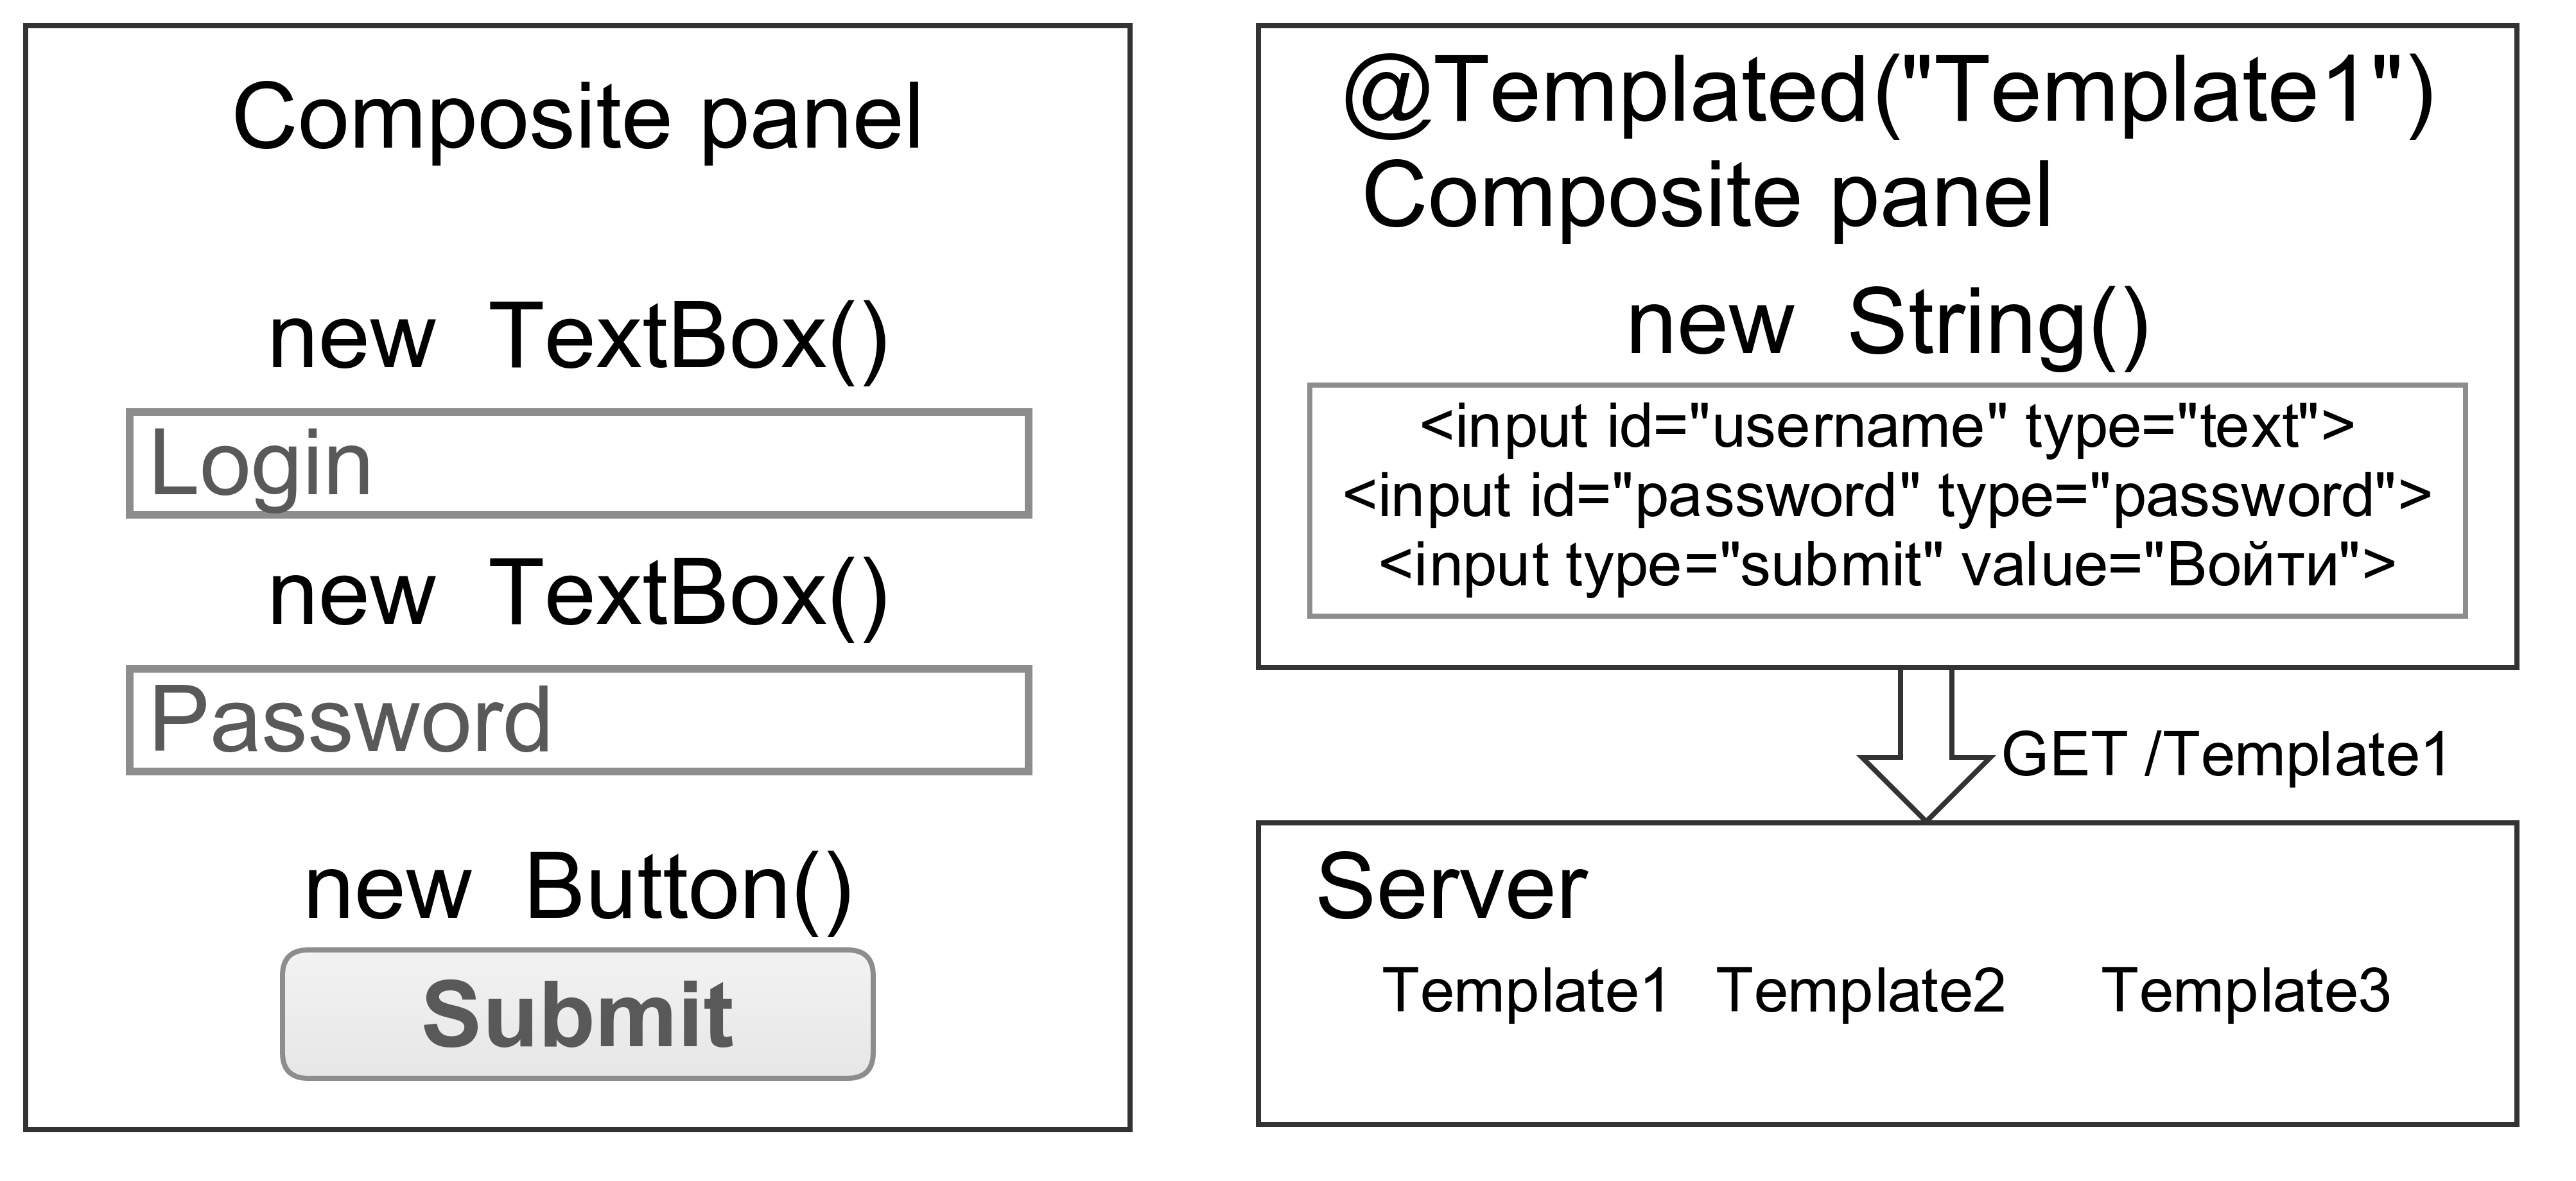 Composite panel
new TextBox()
Login
new TextBox()
Password
new Button()
Submit
@Templated("Template1")
Composite panel
new String()
<input id="username" type="text">
<input id="password" type="password">
<input type="submit" value="Войти">
GET /Template1
Server
Template1 Template2 Template3